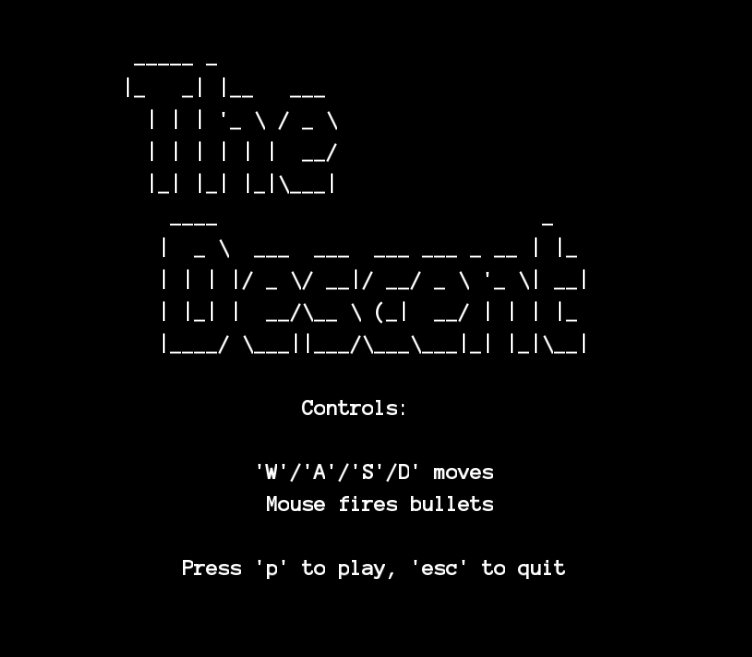 The
Descent
Controls:
'W'/'A'/'S'/D' moves
Mouse fires bullets
Press 'p' to play, 'esc' to quit